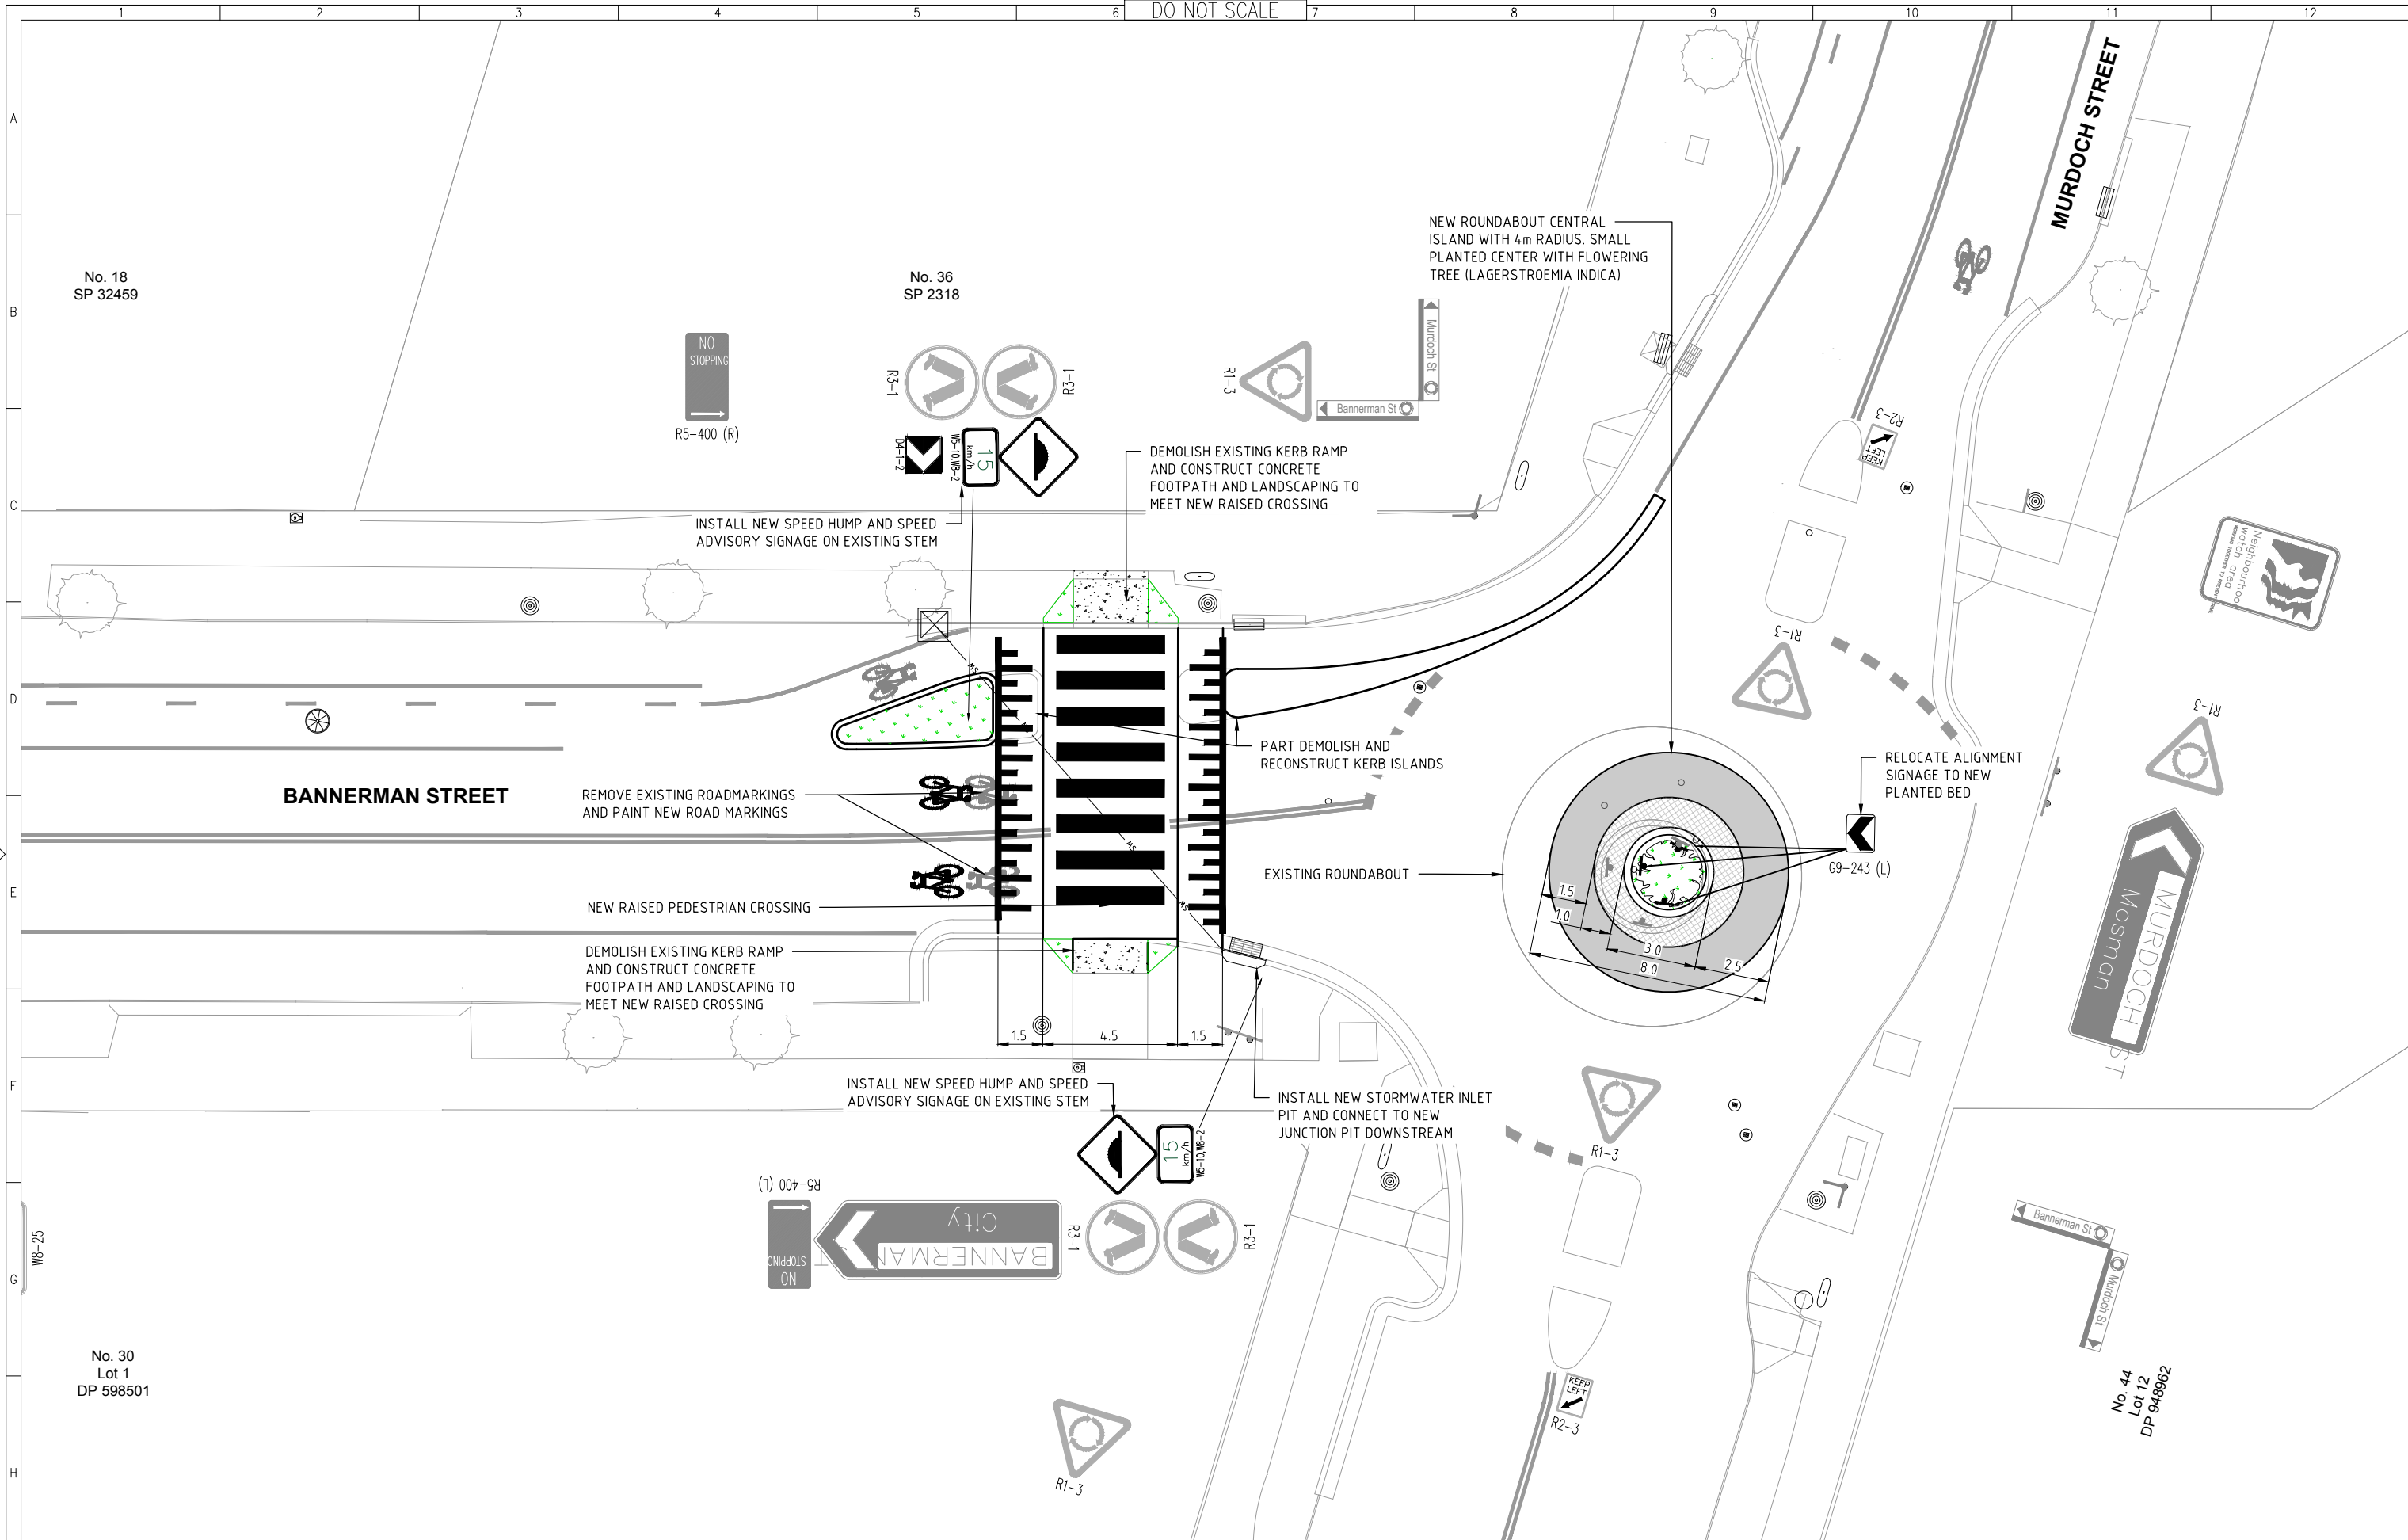 1 2 3 4 5 6 DO NOT SCALE 7 8 9 10 11 12
A
B
C
D
E
F
G
H
MURDOCH STREET
No. 18
SP 32459
No. 36
SP 2318
NEW ROUNDABOUT CENTRAL
ISLAND WITH 4m RADIUS. SMALL
PLANTED CENTER WITH FLOWERING
TREE (LAGERSTROEMIA INDICA)
NO
STOPPING
R5-400 (R)
R3-1
R3-1
R1-3
Murdoch St
Bannerman St
D4-1-2
W5-10,W8-2
15
km/h
DEMOLISH EXISTING KERB RAMP
AND CONSTRUCT CONCRETE
FOOTPATH AND LANDSCAPING TO
MEET NEW RAISED CROSSING
INSTALL NEW SPEED HUMP AND SPEED
ADVISORY SIGNAGE ON EXISTING STEM
R2-3
KEEP
LEFT
Neighbourhood
watch area
R1-3
R1-3
SW
SW
SW
SW
PART DEMOLISH AND
RECONSTRUCT KERB ISLANDS
RELOCATE ALIGNMENT
SIGNAGE TO NEW
PLANTED BED
G9-243 (L)
BANNERMAN STREET
REMOVE EXISTING ROADMARKINGS
AND PAINT NEW ROAD MARKINGS
EXISTING ROUNDABOUT
1.5
1.0
3.0
8.0
2.5
NEW RAISED PEDESTRIAN CROSSING
DEMOLISH EXISTING KERB RAMP
AND CONSTRUCT CONCRETE
FOOTPATH AND LANDSCAPING TO
MEET NEW RAISED CROSSING
1.5 4.5 1.5
MURDOCH ST
Mosman
INSTALL NEW SPEED HUMP AND SPEED
ADVISORY SIGNAGE ON EXISTING STEM
15
km/h
W5-10,W8-2
INSTALL NEW STORMWATER INLET
PIT AND CONNECT TO NEW
JUNCTION PIT DOWNSTREAM
R1-3
R5-400 (L)
NO
STOPPING
BANNERMAN ST
City
R3-1
R3-1
W8-25
Bannerman St
Murdoch St
No. 30
Lot 1
DP 598501
No. 44
Lot 12
DP 948962
KEEP
LEFT
R2-3
R1-3